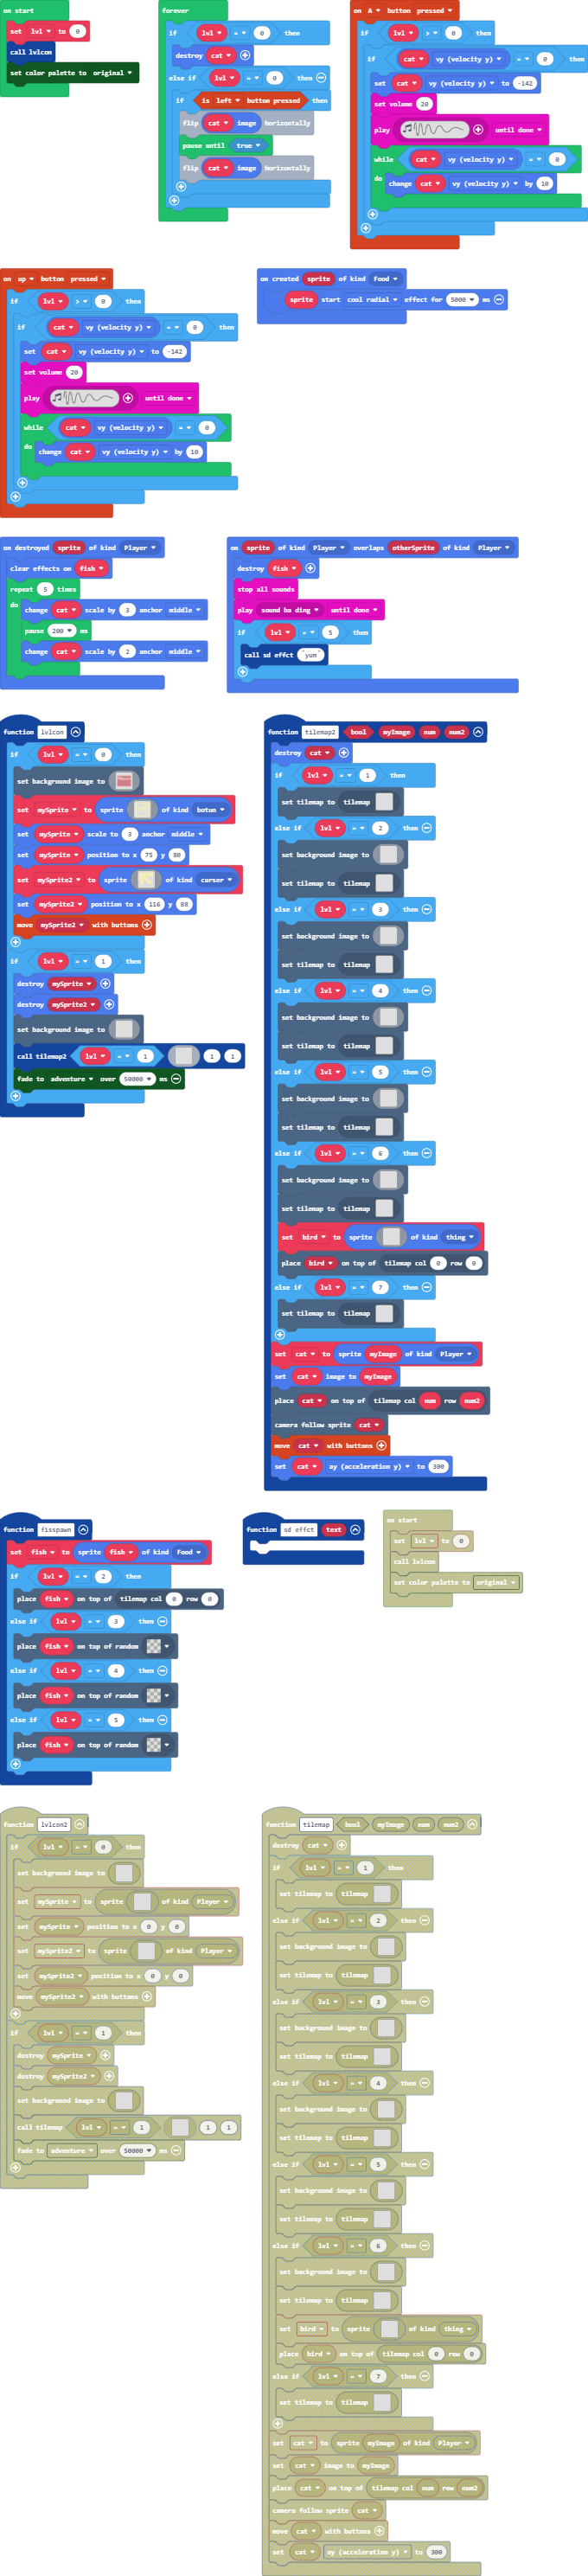 on start
set lvl to 0
call lvlcon
set color palette to original
forever
if lvl = 0 then
destroy cat
else if lvl = 0 then
if is left button pressed then
flip cat image horizontally
pause until true
flip cat image horizontally
on A button pressed
if lvl > 0 then
if cat vy (velocity y) = 0 then
set cat vy (velocity y) to -142
set volume 20
play until done
while cat vy (velocity y) = 0
do change cat vy (velocity y) by 10
on up button pressed
if lvl > 0 then
if cat vy (velocity y) = 0 then
set cat vy (velocity y) to -142
set volume 20
play until done
while cat vy (velocity y) = 0
do change cat vy (velocity y) by 10
on created sprite of kind Food
sprite start cool radial effect for 5000 ms
on destroyed sprite of kind Player
clear effects on fish
repeat 5 times
do change cat scale by 3 anchor middle
pause 200 ms
change cat scale by 2 anchor middle
on sprite of kind Player overlaps otherSprite of kind Player
destroy fish
stop all sounds
play sound ba ding until done
if lvl = 5 then
call sd effct "yum"
function lvlcon
if lvl = 0 then
set background image to
set mySprite to sprite of kind boton
set mySprite scale to 3 anchor middle
set mySprite position to x 75 y 80
set mySprite2 to sprite of kind curser
set mySprite2 position to x 116 y 88
move mySprite2 with buttons
if lvl = 1 then
destroy mySprite
destroy mySprite2
set background image to
call tilemap2 lvl = 1 1 1
fade to adventure over 50000 ms
function tilemap2 bool myImage num num2
destroy cat
if lvl = 1 then
set tilemap to tilemap
else if lvl = 2 then
set background image to
set tilemap to tilemap
else if lvl = 3 then
set background image to
set tilemap to tilemap
else if lvl = 4 then
set background image to
set tilemap to tilemap
else if lvl = 5 then
set background image to
set tilemap to tilemap
else if lvl = 6 then
set background image to
set tilemap to tilemap
set bird to sprite of kind thing
place bird on top of tilemap col 0 row 0
else if lvl = 7 then
set tilemap to tilemap
set cat to sprite myImage of kind Player
set cat image to myImage
place cat on top of tilemap col num row num2
camera follow sprite cat
move cat with buttons
set cat ay (acceleration y) to 300
function fisspawn
set fish to sprite fish of kind Food
if lvl = 2 then
place fish on top of tilemap col 0 row 0
else if lvl = 3 then
place fish on top of random
else if lvl = 4 then
place fish on top of random
else if lvl = 5 then
place fish on top of random
function sd effct text
on start
set lvl to 0
call lvlcon
set color palette to original
function lvlcon2
if lvl = 0 then
set background image to
set mySprite to sprite of kind Player
set mySprite position to x 0 y 0
set mySprite2 to sprite of kind Player
set mySprite2 position to x 0 y 0
move mySprite2 with buttons
if lvl = 1 then
destroy mySprite
destroy mySprite2
set background image to
call tilemap lvl = 1 1 1
fade to adventure over 50000 ms
function tilemap bool myImage num num2
destroy cat
if lvl = 1 then
set tilemap to tilemap
else if lvl = 2 then
set background image to
set tilemap to tilemap
else if lvl = 3 then
set background image to
set tilemap to tilemap
else if lvl = 4 then
set background image to
set tilemap to tilemap
else if lvl = 5 then
set background image to
set tilemap to tilemap
else if lvl = 6 then
set background image to
set tilemap to tilemap
set bird to sprite of kind thing
place bird on top of tilemap col 0 row 0
else if lvl = 7 then
set tilemap to tilemap
set cat to sprite myImage of kind Player
set cat image to myImage
place cat on top of tilemap col num row num2
camera follow sprite cat
move cat with buttons
set cat ay (acceleration y) to 300